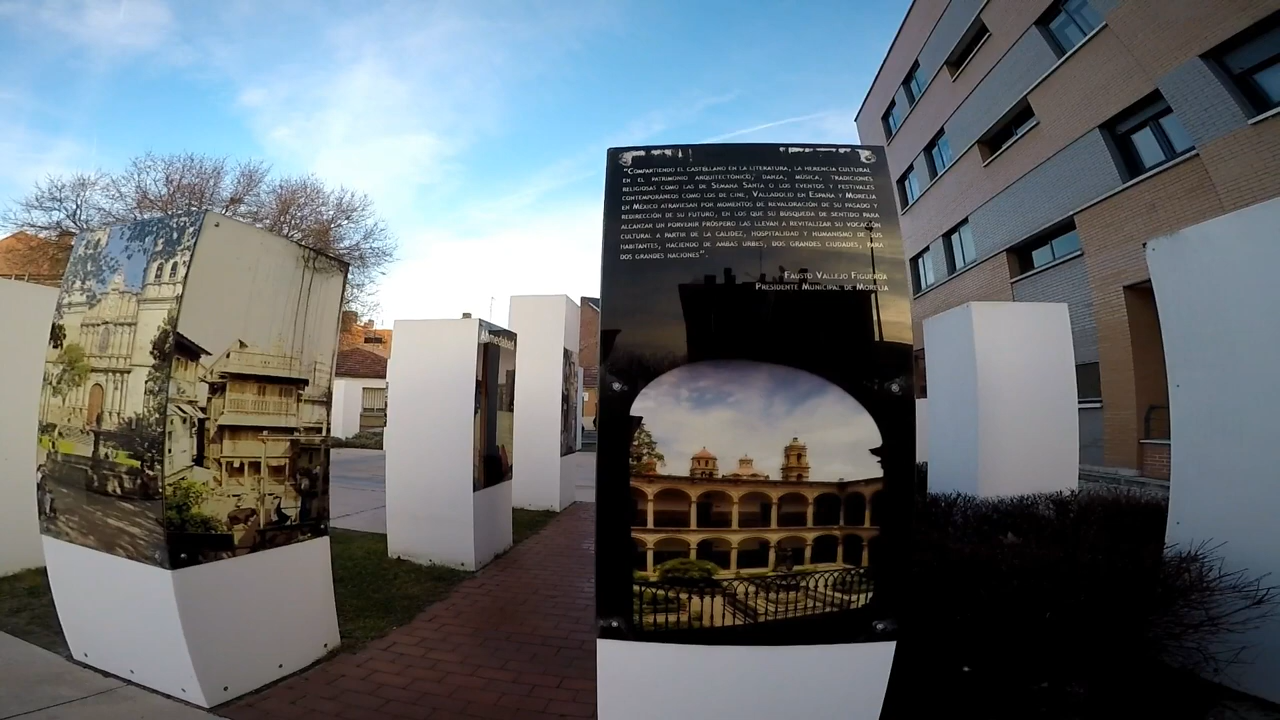 "Compartiendo el castellano en la literatura, la herencia cultural
en el patrimonio arquitectónico, danza, música, tradiciones
religiosas como las de Semana Santa o los eventos y festivales
contemporáneos como los de cine, Valladolid en España y Morelia
en México atraviesan por momentos de revaloración de su pasado y
redirección de su futuro, en los que su búsqueda de sentido para
alcanzar un porvenir próspero las llevan a revitalizar su vocación
cultural a partir de la calidez, hospitalidad y humanismo de sus
habitantes, haciendo de ambas urbes, dos grandes ciudades, para
dos grandes naciones".
Fausto Vallejo Figueroa
Presidente Municipal de Morelia
Ahmedabad